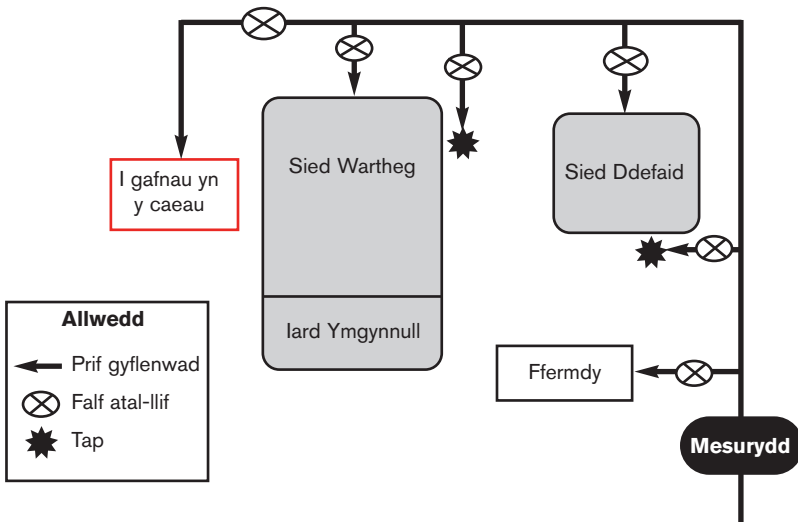 I gafnau yn
y caeau
Sied Wartheg
Iard Ymgynnull
Sied Ddefaid
Ffermdy
Mesurydd
Allwedd
Prif gyflenwad
Falf atal-llif
Tap